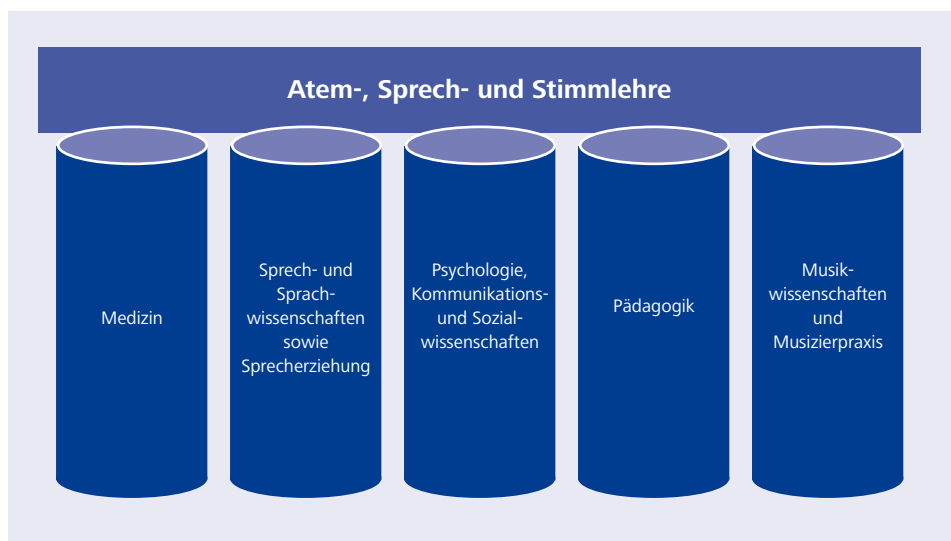 Atem-, Sprech- und Stimmlehre
Medizin
Sprech- und
Sprach-
wissenschaften
sowie
Sprecherziehung
Psychologie,
Kommunikations-
und Sozial-
wissenschaften
Pädagogik
Musik-
wissenschaften
und
Musizierpraxis